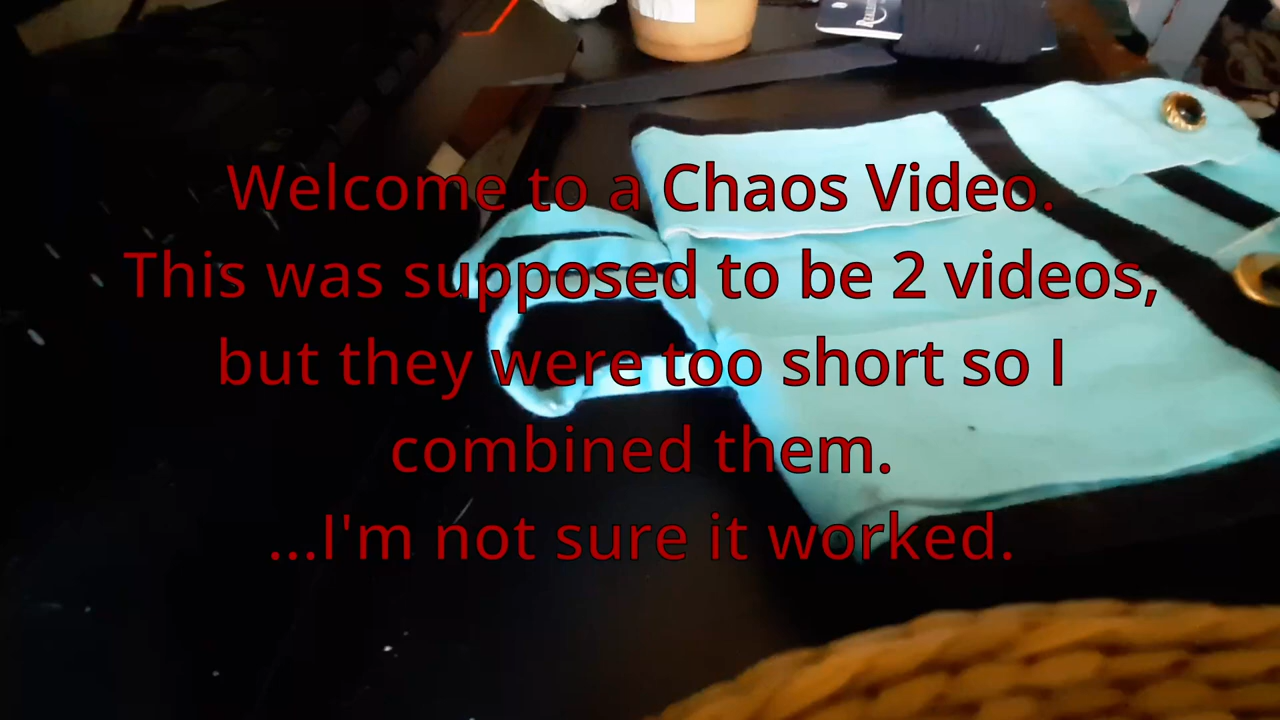 Welcome to a Chaos Video.
This was supposed to be 2 videos,
but they were too short so I
combined them.
...I'm not sure it worked.